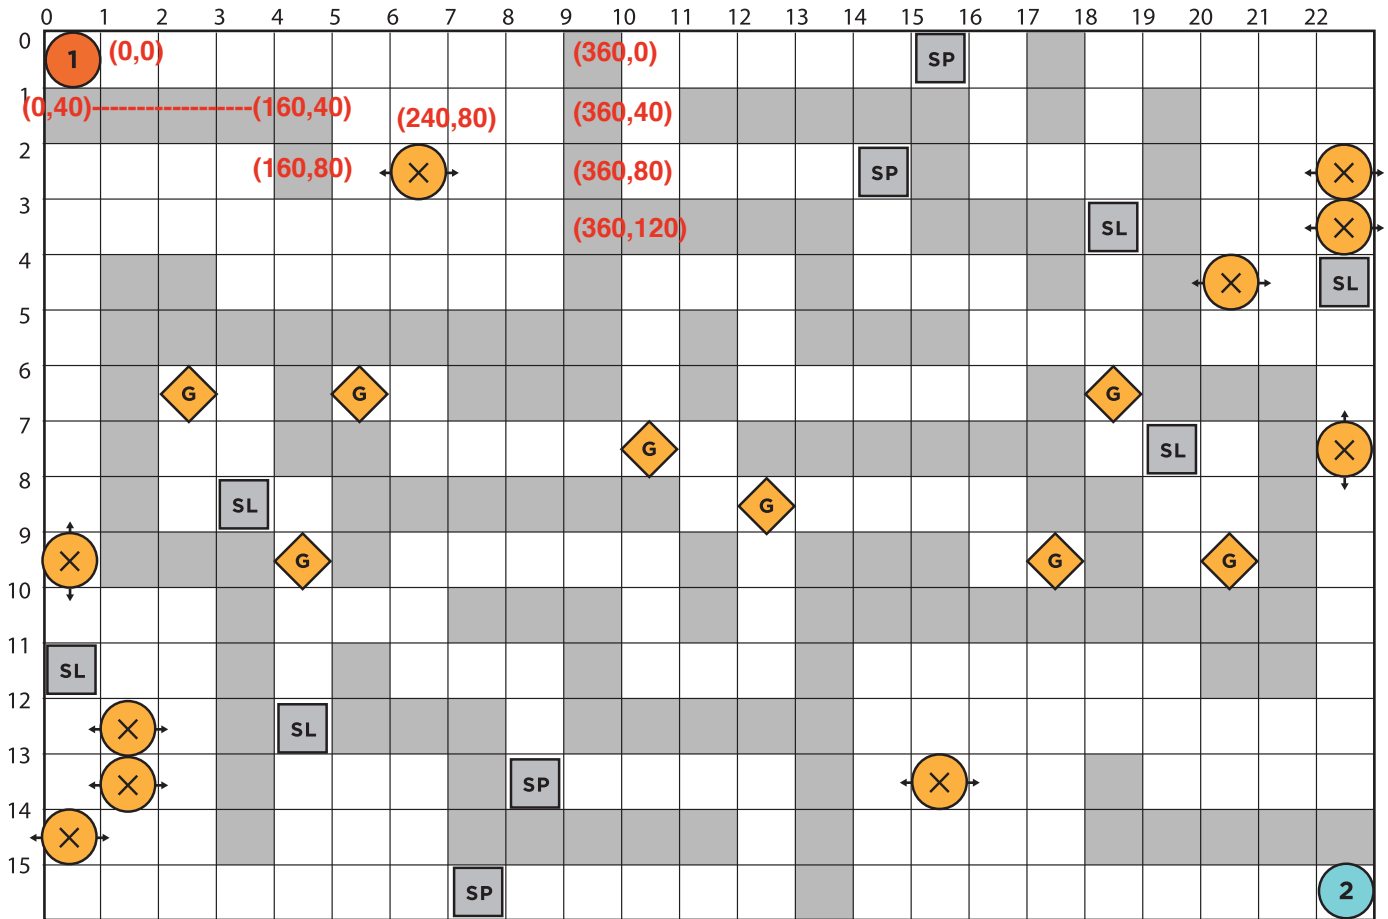 0 1 2 3 4 5 6 7 8 9 10 11 12 13 14 15 16 17 18 19 20 21 22
0 1 (0,0) (360,0) SP
1 (0,40) (160,40) (240,80) (360,40)
2 (160,80) (360,80) SP
3 (360,120) SL
4 SL
5
6 G G G
7 G SL
8 SL G
9 G G G
10
11 SL
12 SL
13 SP
14
15 SP 2